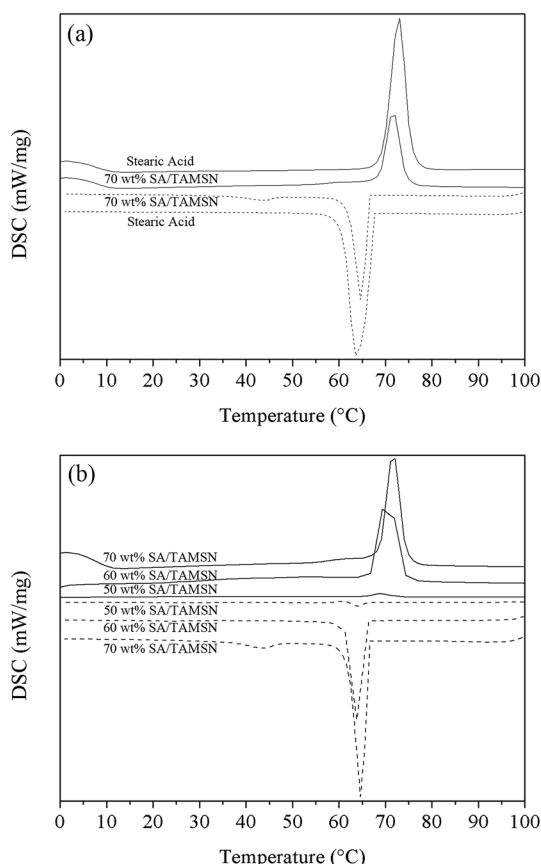 (a)
DSC (mW/mg)
Stearic Acid
70 wt% SA/TAMSN
70 wt% SA/TAMSN
Stearic Acid
0 10 20 30 40 50 60 70 80 90 100
Temperature (°C)
(b)
DSC (mW/mg)
70 wt% SA/TAMSN
60 wt% SA/TAMSN
50 wt% SA/TAMSN
50 wt% SA/TAMSN
60 wt% SA/TAMSN
70 wt% SA/TAMSN
0 10 20 30 40 50 60 70 80 90 100
Temperature (°C)